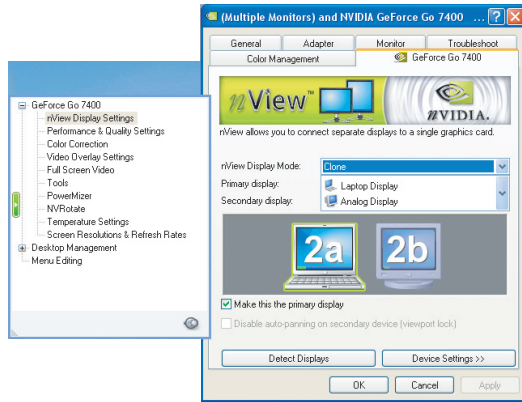 (Multiple Monitors) and NVIDIA GeForce Go 7400 ...
General Adapter Monitor Troubleshoot
Color Management GeForce Go 7400
nView™
NVIDIA.
nView allows you to connect separate displays to a single graphics card.
nView Display Mode: Clone
Primary display: Laptop Display
Secondary display: Analog Display
2a 2b
Make this the primary display
Disable auto-panning on secondary device (viewport lock)
Detect Displays Device Settings >>
OK Cancel Apply
GeForce Go 7400
nView Display Settings
Performance & Quality Settings
Color Correction
Video Overlay Settings
Full Screen Video
Tools
PowerMizer
NVRotate
Temperature Settings
Screen Resolutions & Refresh Rates
Desktop Management
Menu Editing